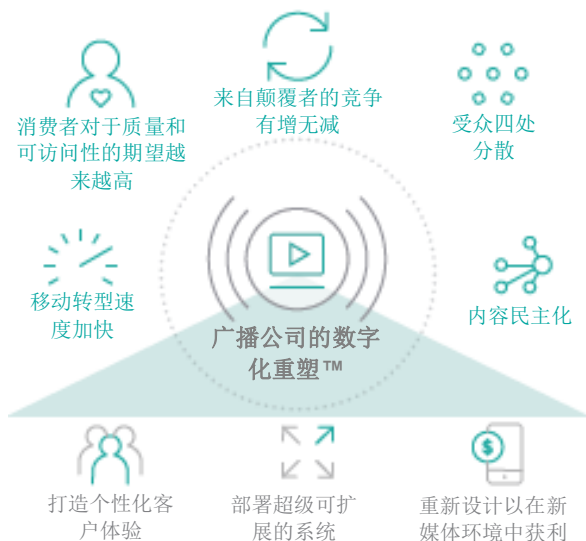 来自颠覆者的竞争
有增无减
消费者对于质量和
可访问性的期望越
来越高
受众四处
分散
移动转型速
度加快
内容民主化
广播公司的数字
化重塑™
打造个性化客
户体验
部署超级可扩
展的系统
重新设计以在新
媒体环境中获利